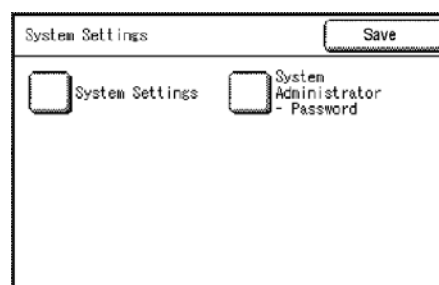 System Settings
Save
System Settings
System
Administrator
- Password